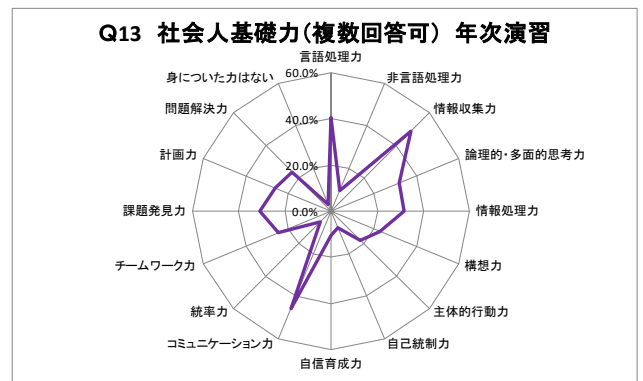 Q13 社会人基礎力(複数回答可) 年次演習
言語処理力
非言語処理力
情報収集力
論理的・多面的思考力
情報処理力
構想力
主体的行動力
自己統制力
自信育成力
コミュニケーション力
統率力
チームワーク力
課題発見力
計画力
問題解決力
身についた力はない
60.0%
40.0%
20.0%
0.0%